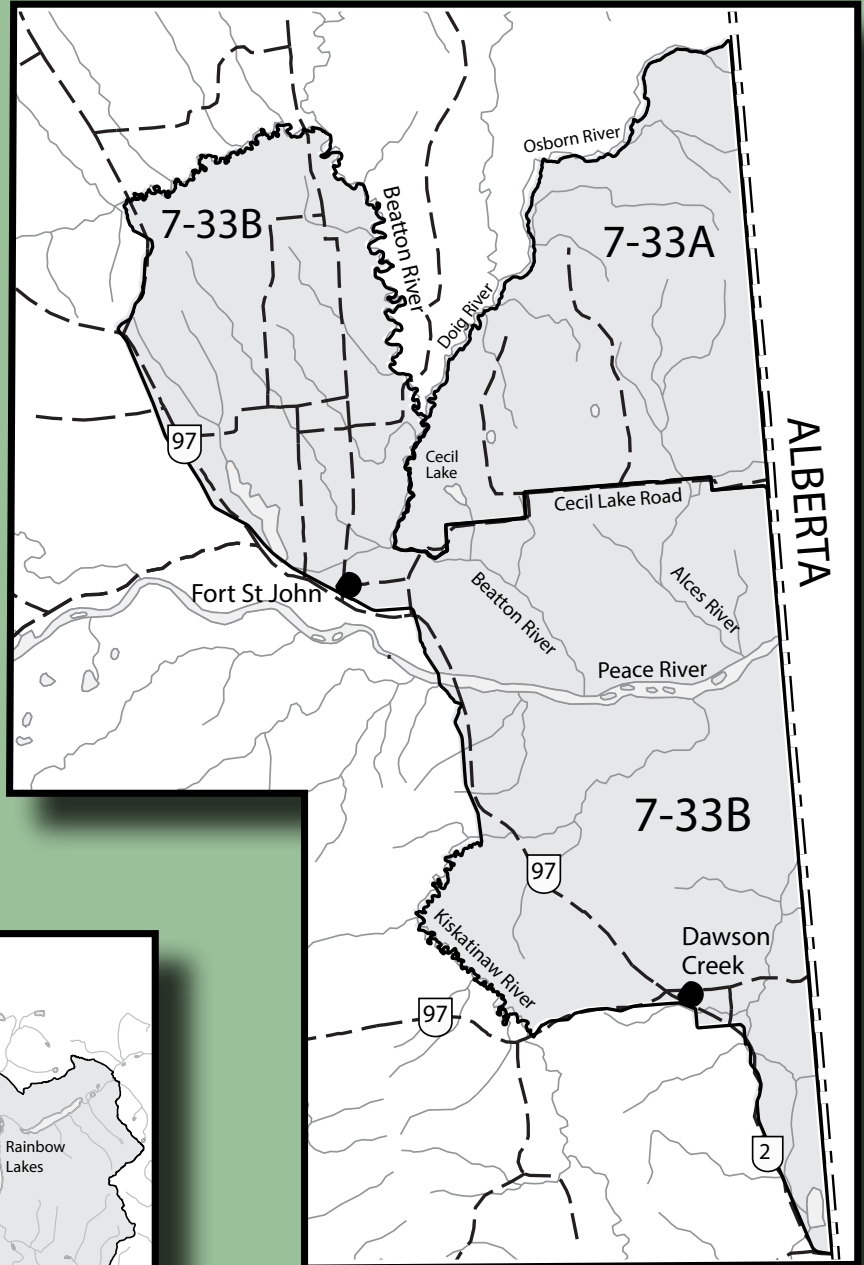 Osborn River
7-33B
7-33A
Beatton River
Doig River
97
Cecil
Lake
Cecil Lake Road
ALBERTA
Fort St John
Beatton River
Alces River
Peace River
7-33B
97
Kiskatinaw River
Dawson
Creek
97
2
Rainbow
Lakes